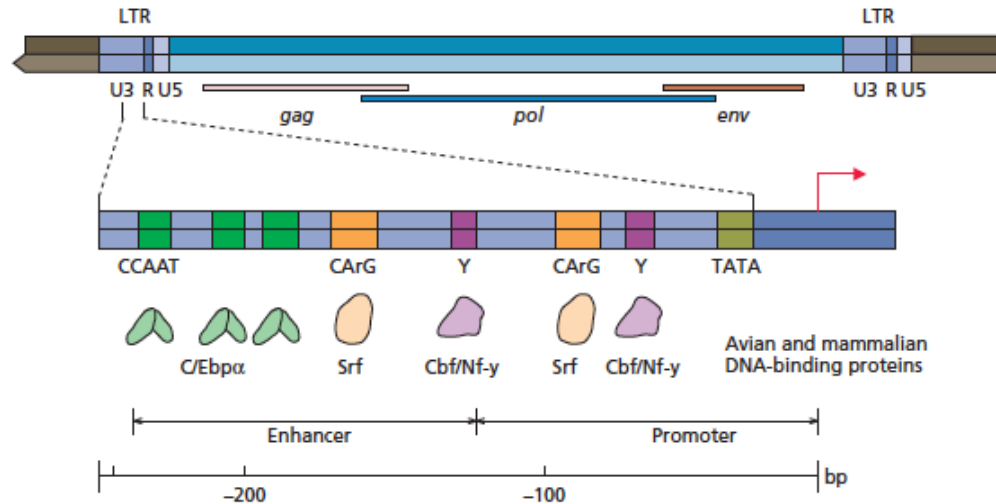 LTR LTR
U3 R U5 U3 R U5
gag pol env
CCAAT CArG Y CArG Y TATA
C/Ebpα Srf Cbf/Nf-y Srf Cbf/Nf-y
Avian and mammalian
DNA-binding proteins
Enhancer Promoter
bp
–200 –100